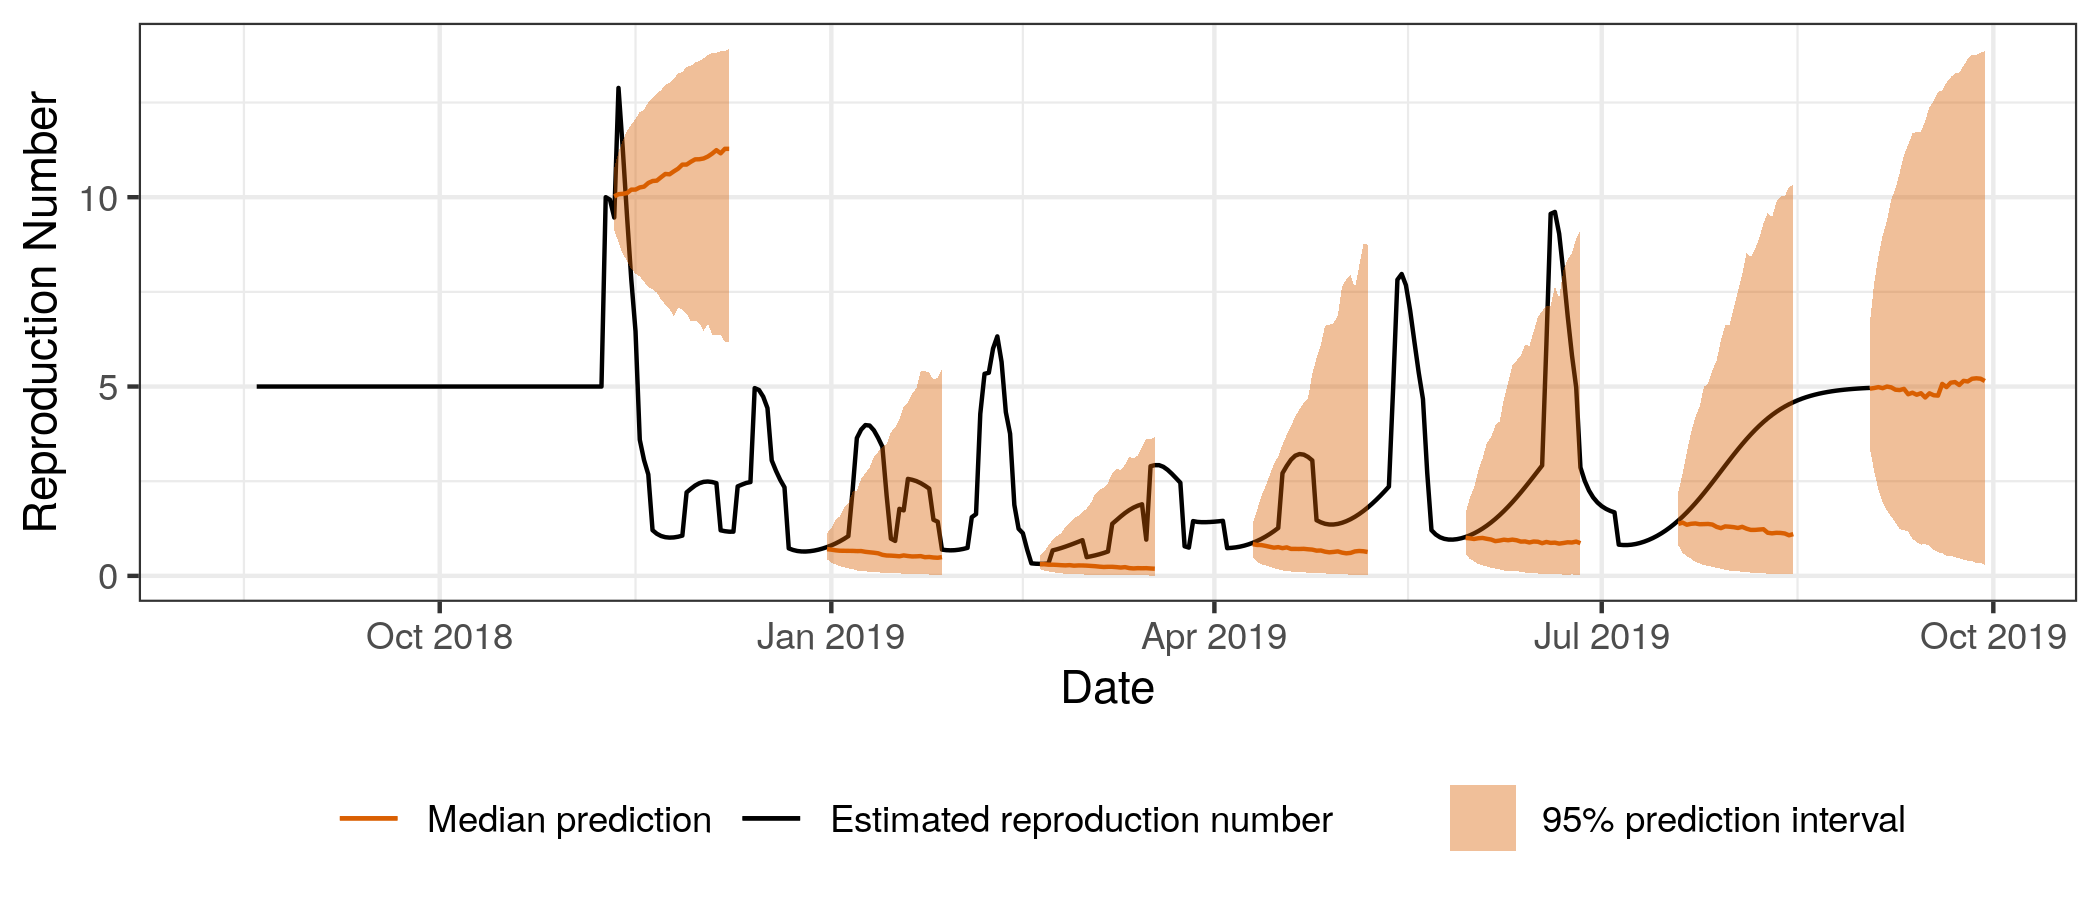 Reproduction Number
10
5
0
Oct 2018
Jan 2019
Apr 2019
Jul 2019
Oct 2019
Date
Median prediction
Estimated reproduction number
95% prediction interval